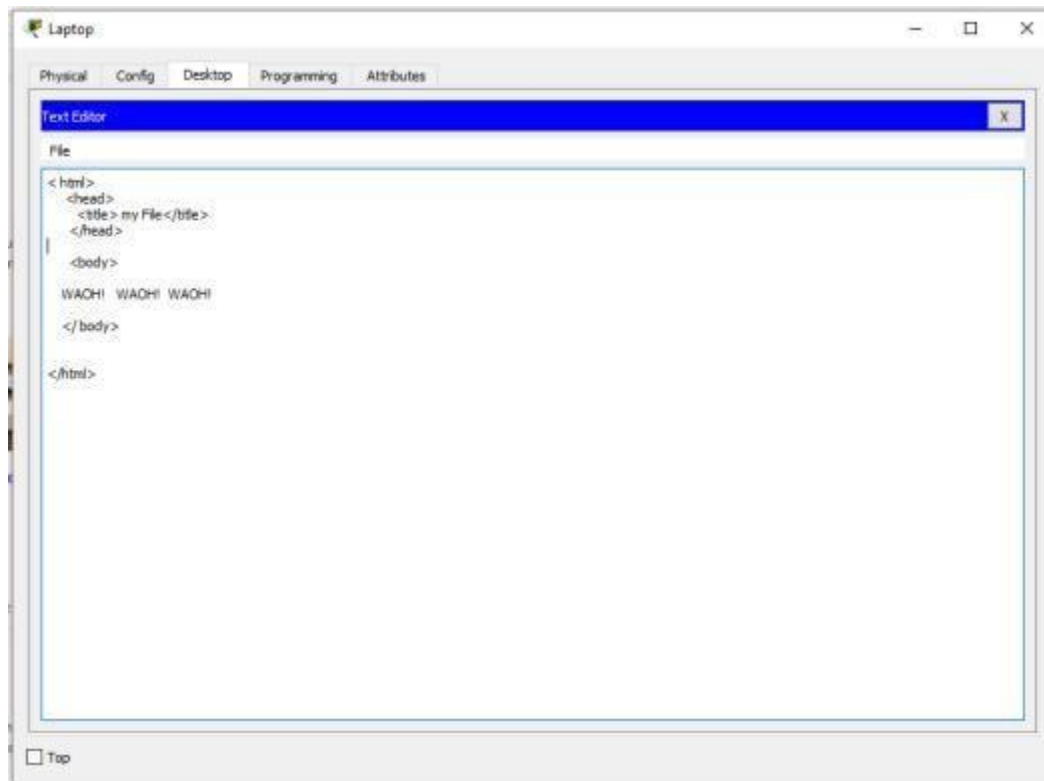 Laptop
Physical Config Desktop Programming Attributes
Text Editor X
File
< html>
<head>
<title> my File</title>
</head>
<body>
WAOH! WAOH! WAOH!
</ body>
</html>
Top